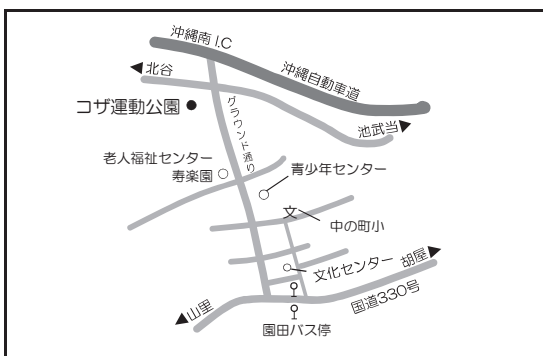 沖縄南 I.C
沖縄自動車道
◀北谷
コザ運動公園 ●
グラウンド通り
池武当▶
老人福祉センター
寿楽園
青少年センター
文
中の町小
文化センター
胡屋▶
国道330号
◀山里
園田バス停